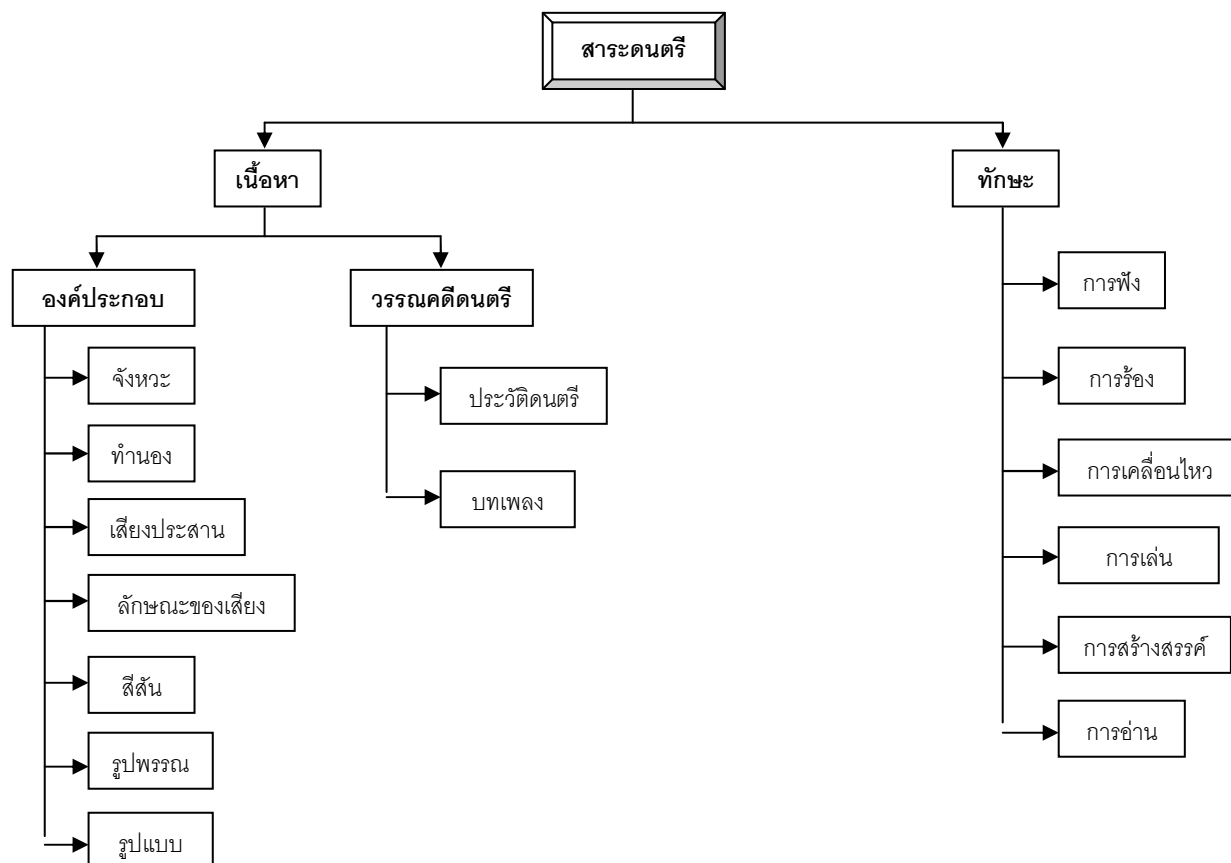 สาระดนตรี
เนื้อหา
ทักษะ
องค์ประกอบ
วรรณคดีดนตรี
จังหวะ
ทำนอง
เสียงประสาน
ลักษณะของเสียง
สีสัน
รูปพรรณ
รูปแบบ
ประวัติดนตรี
บทเพลง
การฟัง
การร้อง
การเคลื่อนไหว
การเล่น
การสร้างสรรค์
การอ่าน